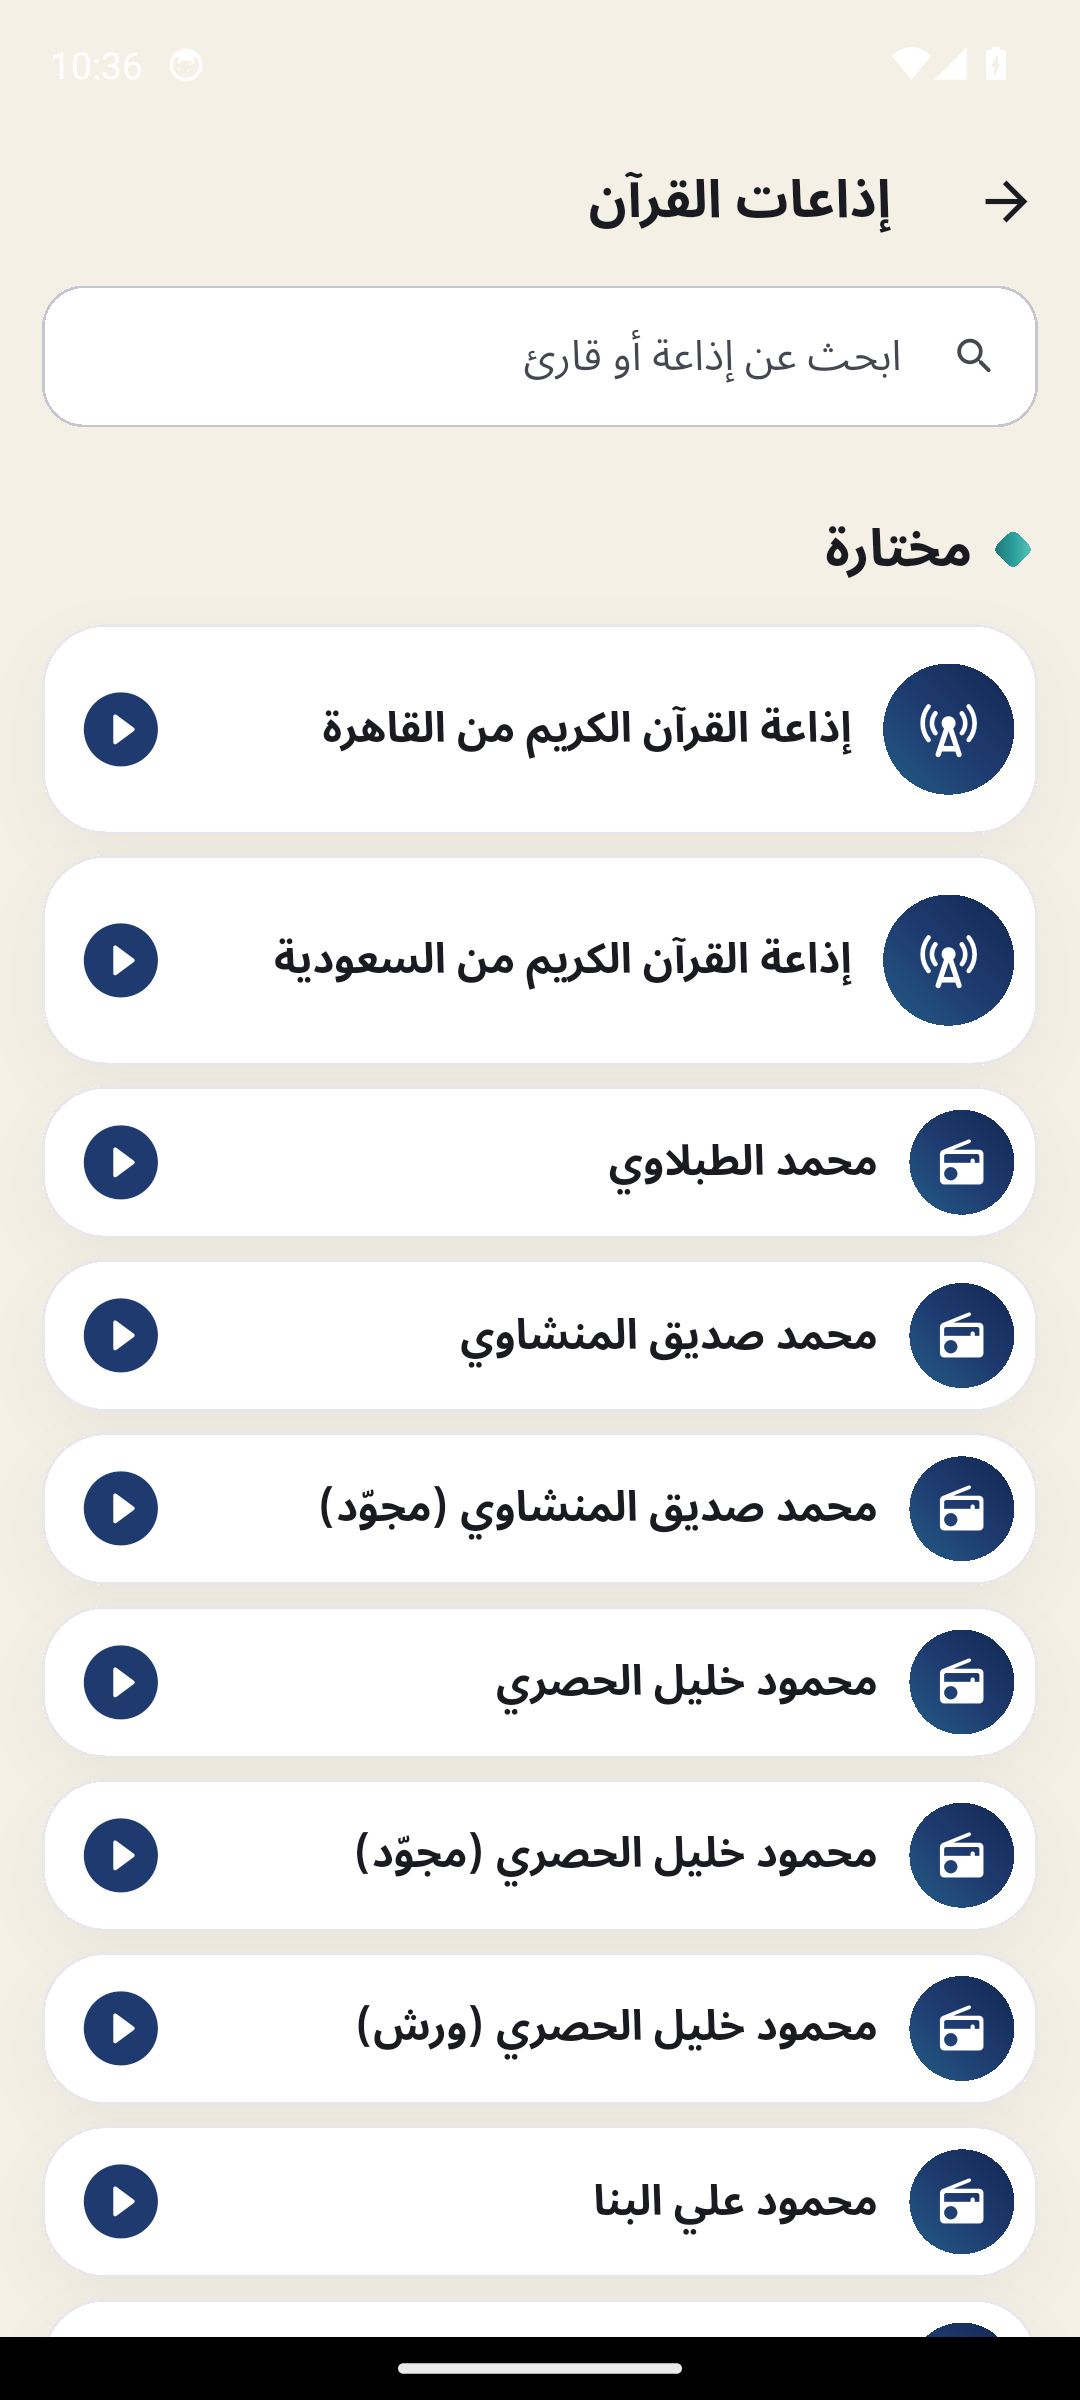 10:36
إذاعات القرآن
ابحث عن إذاعة أو قارئ
مختارة
إذاعة القرآن الكريم من القاهرة
إذاعة القرآن الكريم من السعودية
محمد الطبلاوي
محمد صديق المنشاوي
محمد صديق المنشاوي (مجوّد)
محمود خليل الحصري
محمود خليل الحصري (مجوّد)
محمود خليل الحصري (ورش)
محمود علي البنا